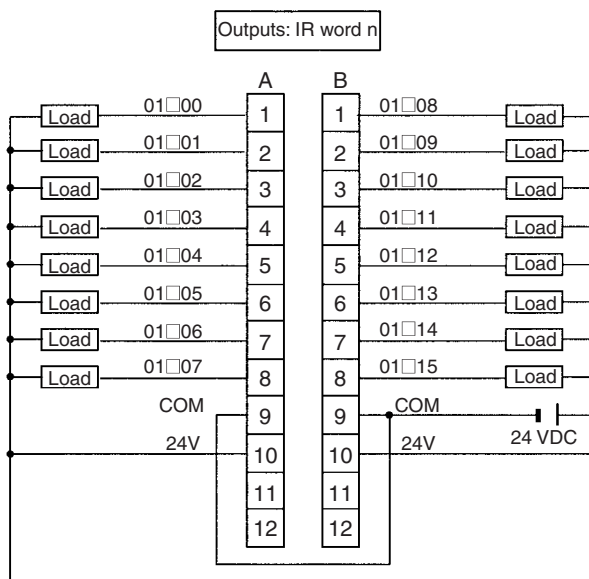 Outputs: IR word n
A B
Load 01□00 1 1 01□08 Load
Load 01□01 2 2 01□09 Load
Load 01□02 3 3 01□10 Load
Load 01□03 4 4 01□11 Load
Load 01□04 5 5 01□12 Load
Load 01□05 6 6 01□13 Load
Load 01□06 7 7 01□14 Load
Load 01□07 8 8 01□15 Load
COM 9 9 COM
24V 10 10 24V 24 VDC
11 11
12 12